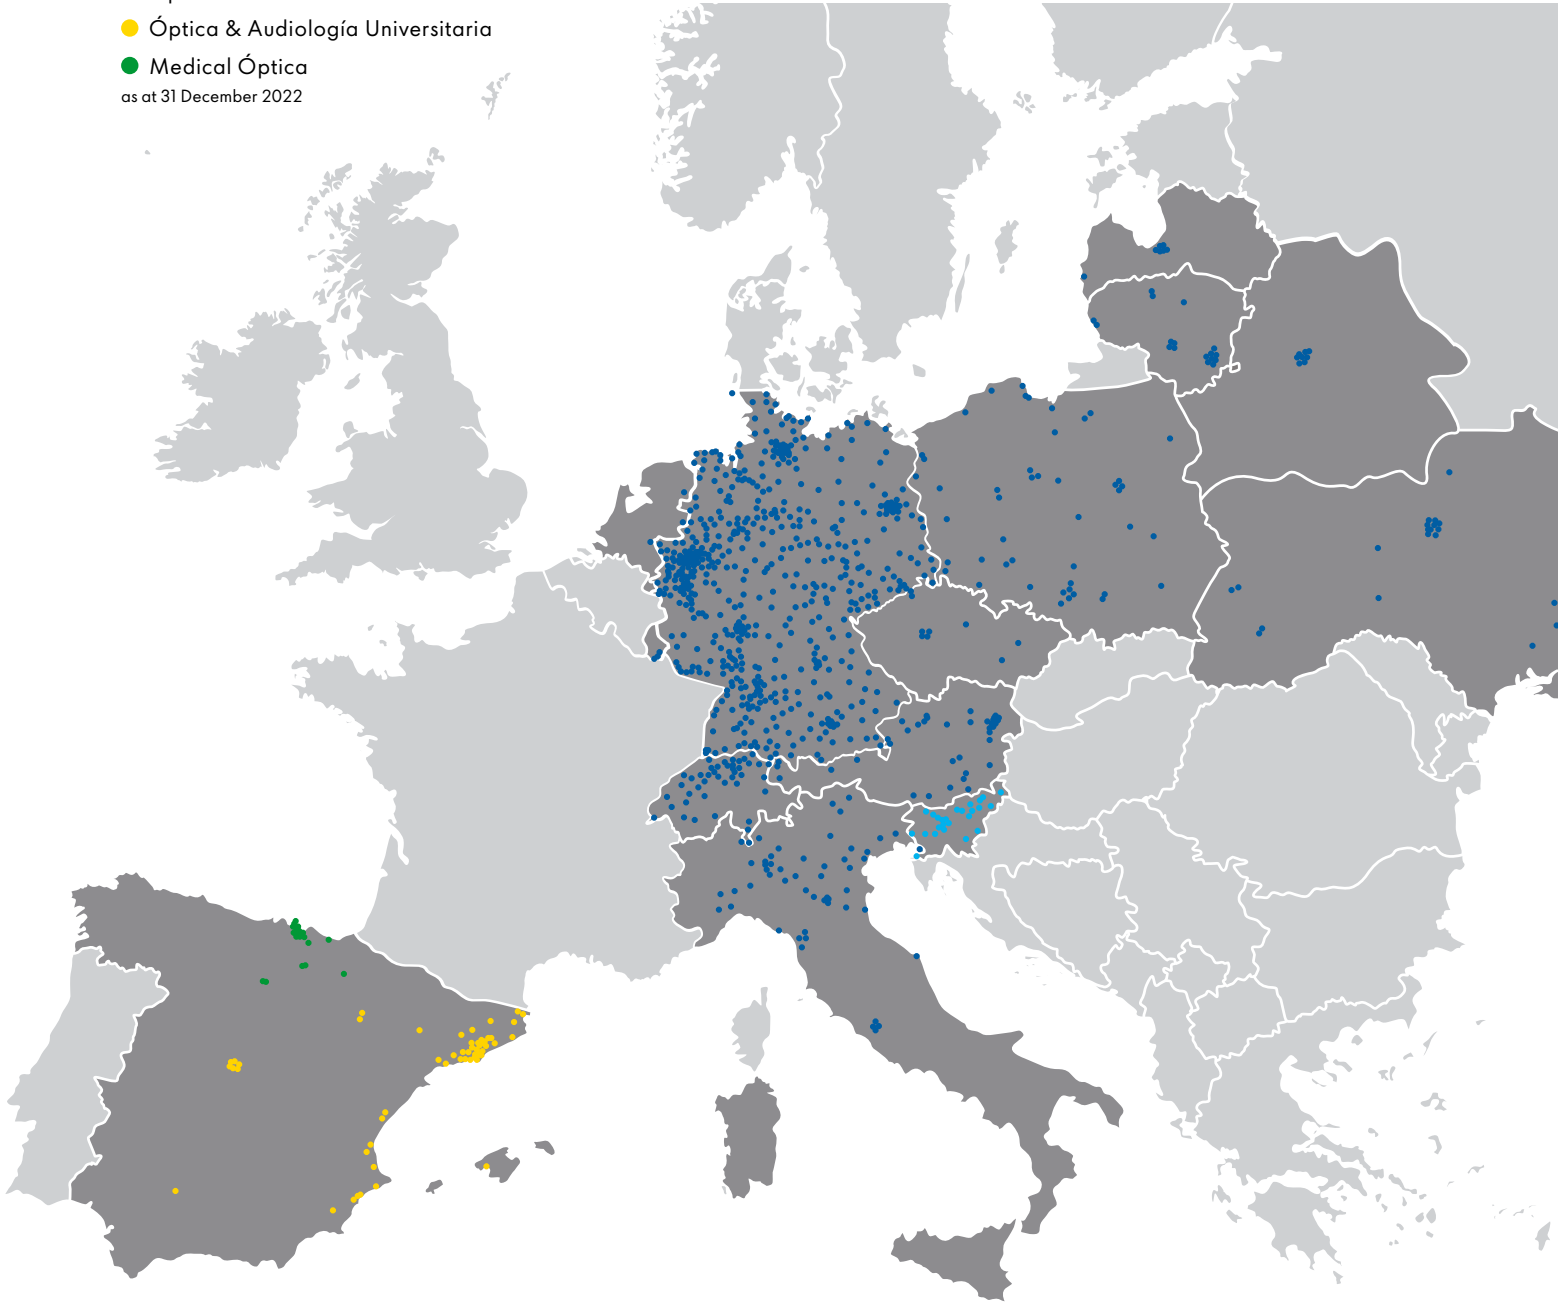 Óptica & Audiología Universitaria
Medical Óptica
as at 31 December 2022